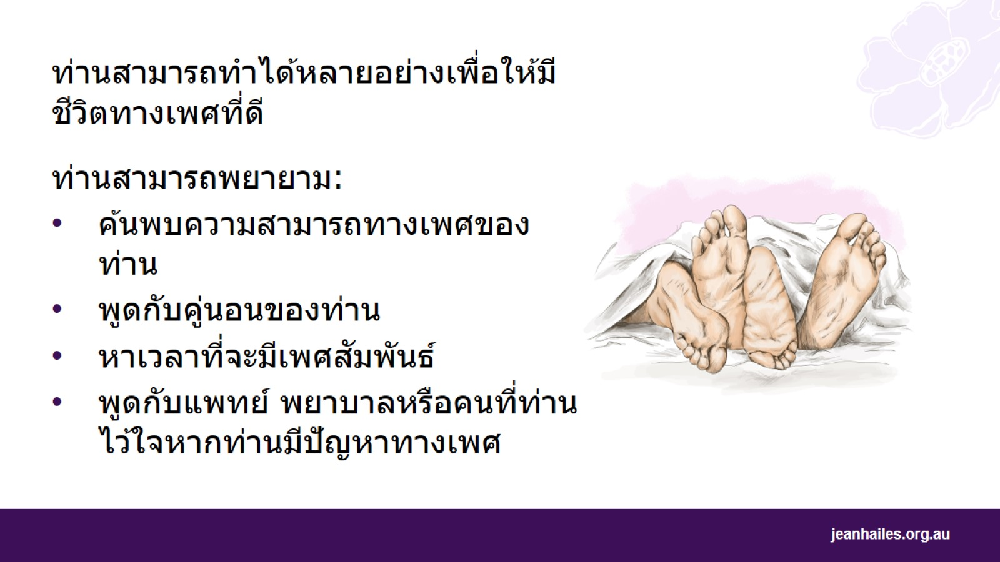 ท่านสามารถทำได้หลายอย่างเพื่อให้มี
ชีวิตทางเพศที่ดี
ท่านสามารถพยายาม:
• ค้นพบความสามารถทางเพศของ
ท่าน
• พูดกับคู่นอนของท่าน
• หาเวลาที่จะมีเพศสัมพันธ์
• พูดกับแพทย์ พยาบาลหรือคนที่ท่าน
ไว้ใจหากท่านมีปัญหาทางเพศ
jeanhailes.org.au